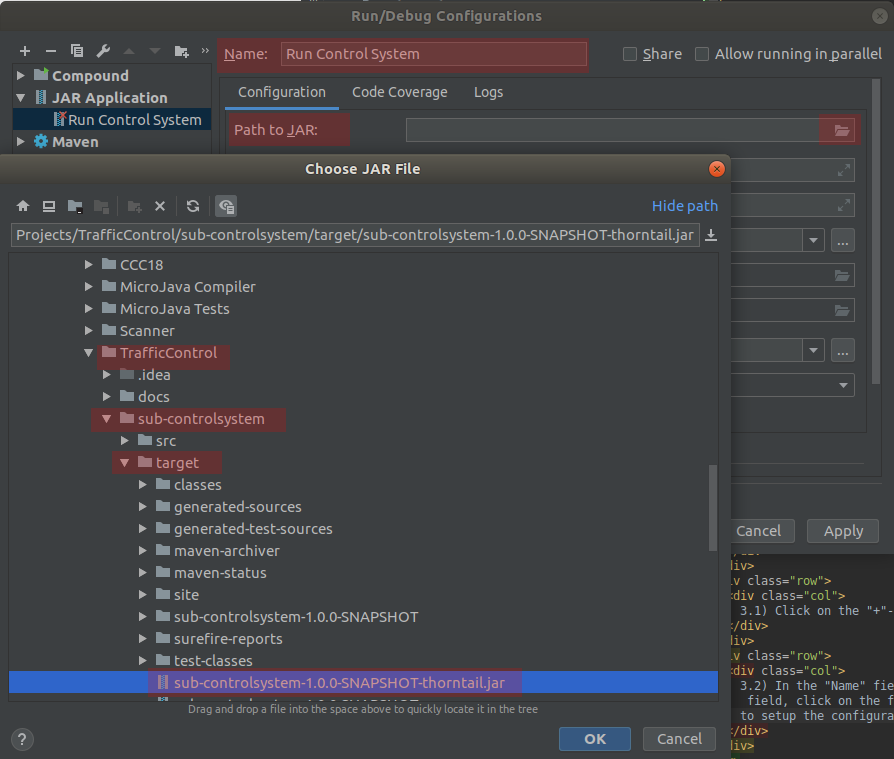 Run/Debug Configurations
Name: Run Control System
Share Allow running in parallel
Compound
JAR Application
Run Control System
Maven
Configuration Code Coverage Logs
Path to JAR:
Choose JAR File
Hide path
Projects/TrafficControl/sub-controlsystem/target/sub-controlsystem-1.0.0-SNAPSHOT-thorntail.jar
CCC18
MicroJava Compiler
MicroJava Tests
Scanner
TrafficControl
.idea
docs
sub-controlsystem
src
target
classes
generated-sources
generated-test-sources
maven-archiver
maven-status
site
sub-controlsystem-1.0.0-SNAPSHOT
surefire-reports
test-classes
sub-controlsystem-1.0.0-SNAPSHOT-thorntail.jar
Drag and drop a file into the space above to quickly locate it in the tree
? OK Cancel
...
...
Cancel Apply
div>
v class="row">
<div class="col">
3.1) Click on the "+"-
</div>
div>
v class="row">
<div class="col">
3.2) In the "Name" fie
field, click on the f
to setup the configura
</div>
div>